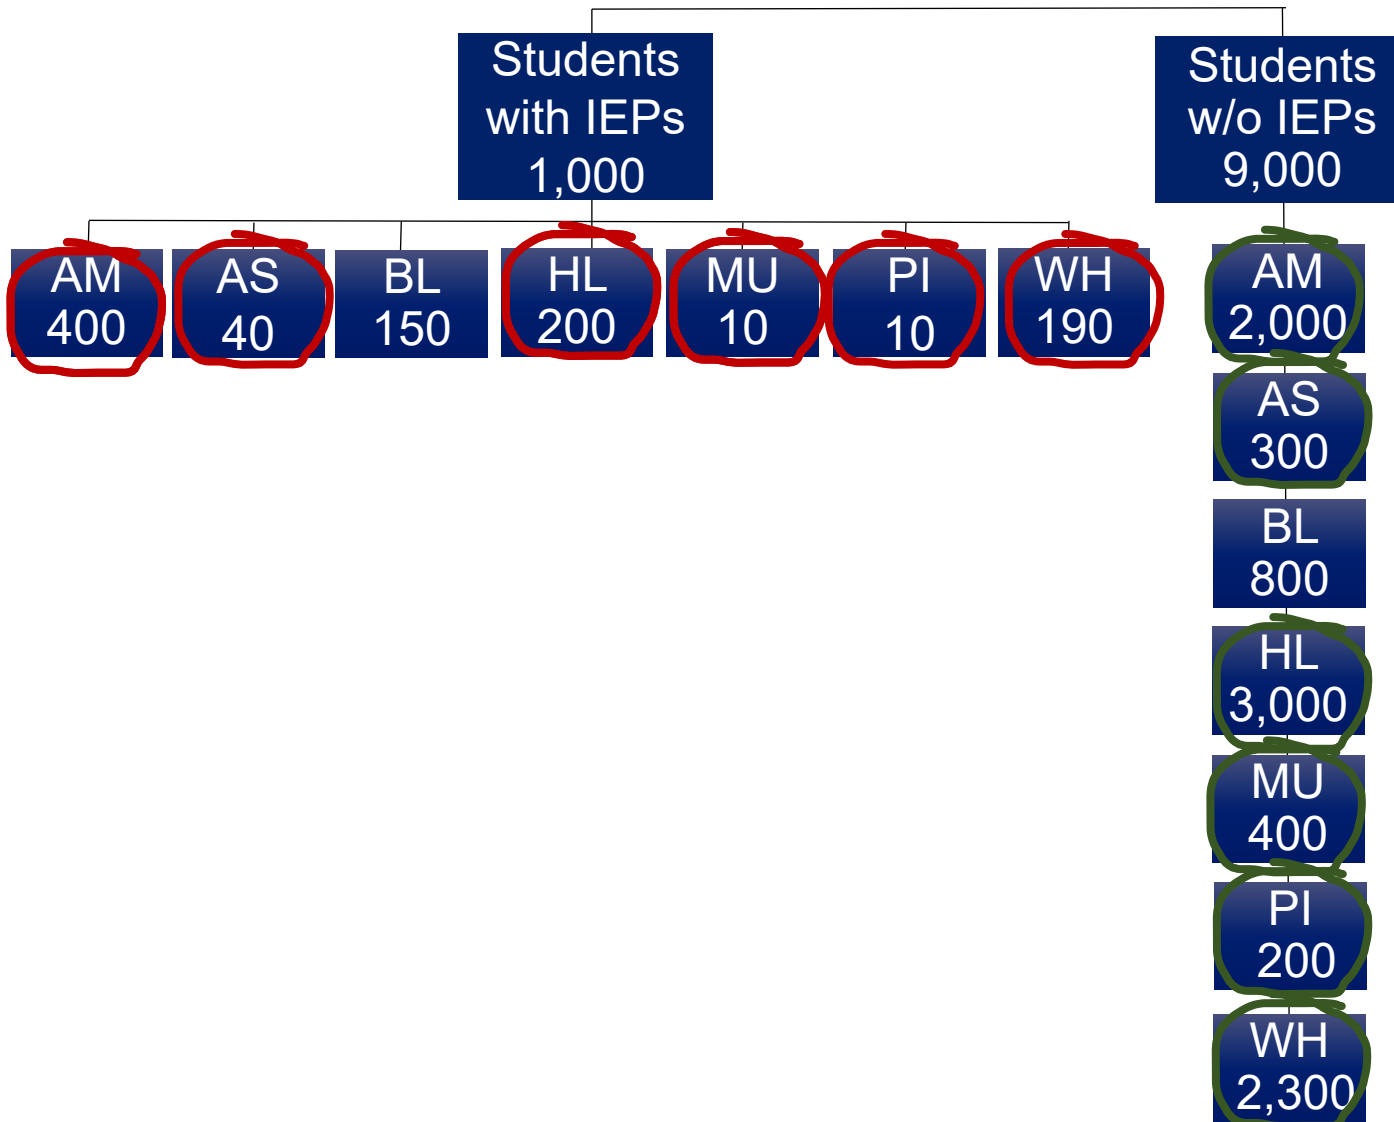 Students
with IEPs
1,000
Students
w/o IEPs
9,000
AM
400
AS
40
BL
150
HL
200
MU
10
PI
10
WH
190
AM
2,000
AS
300
BL
800
HL
3,000
MU
400
PI
200
WH
2,300